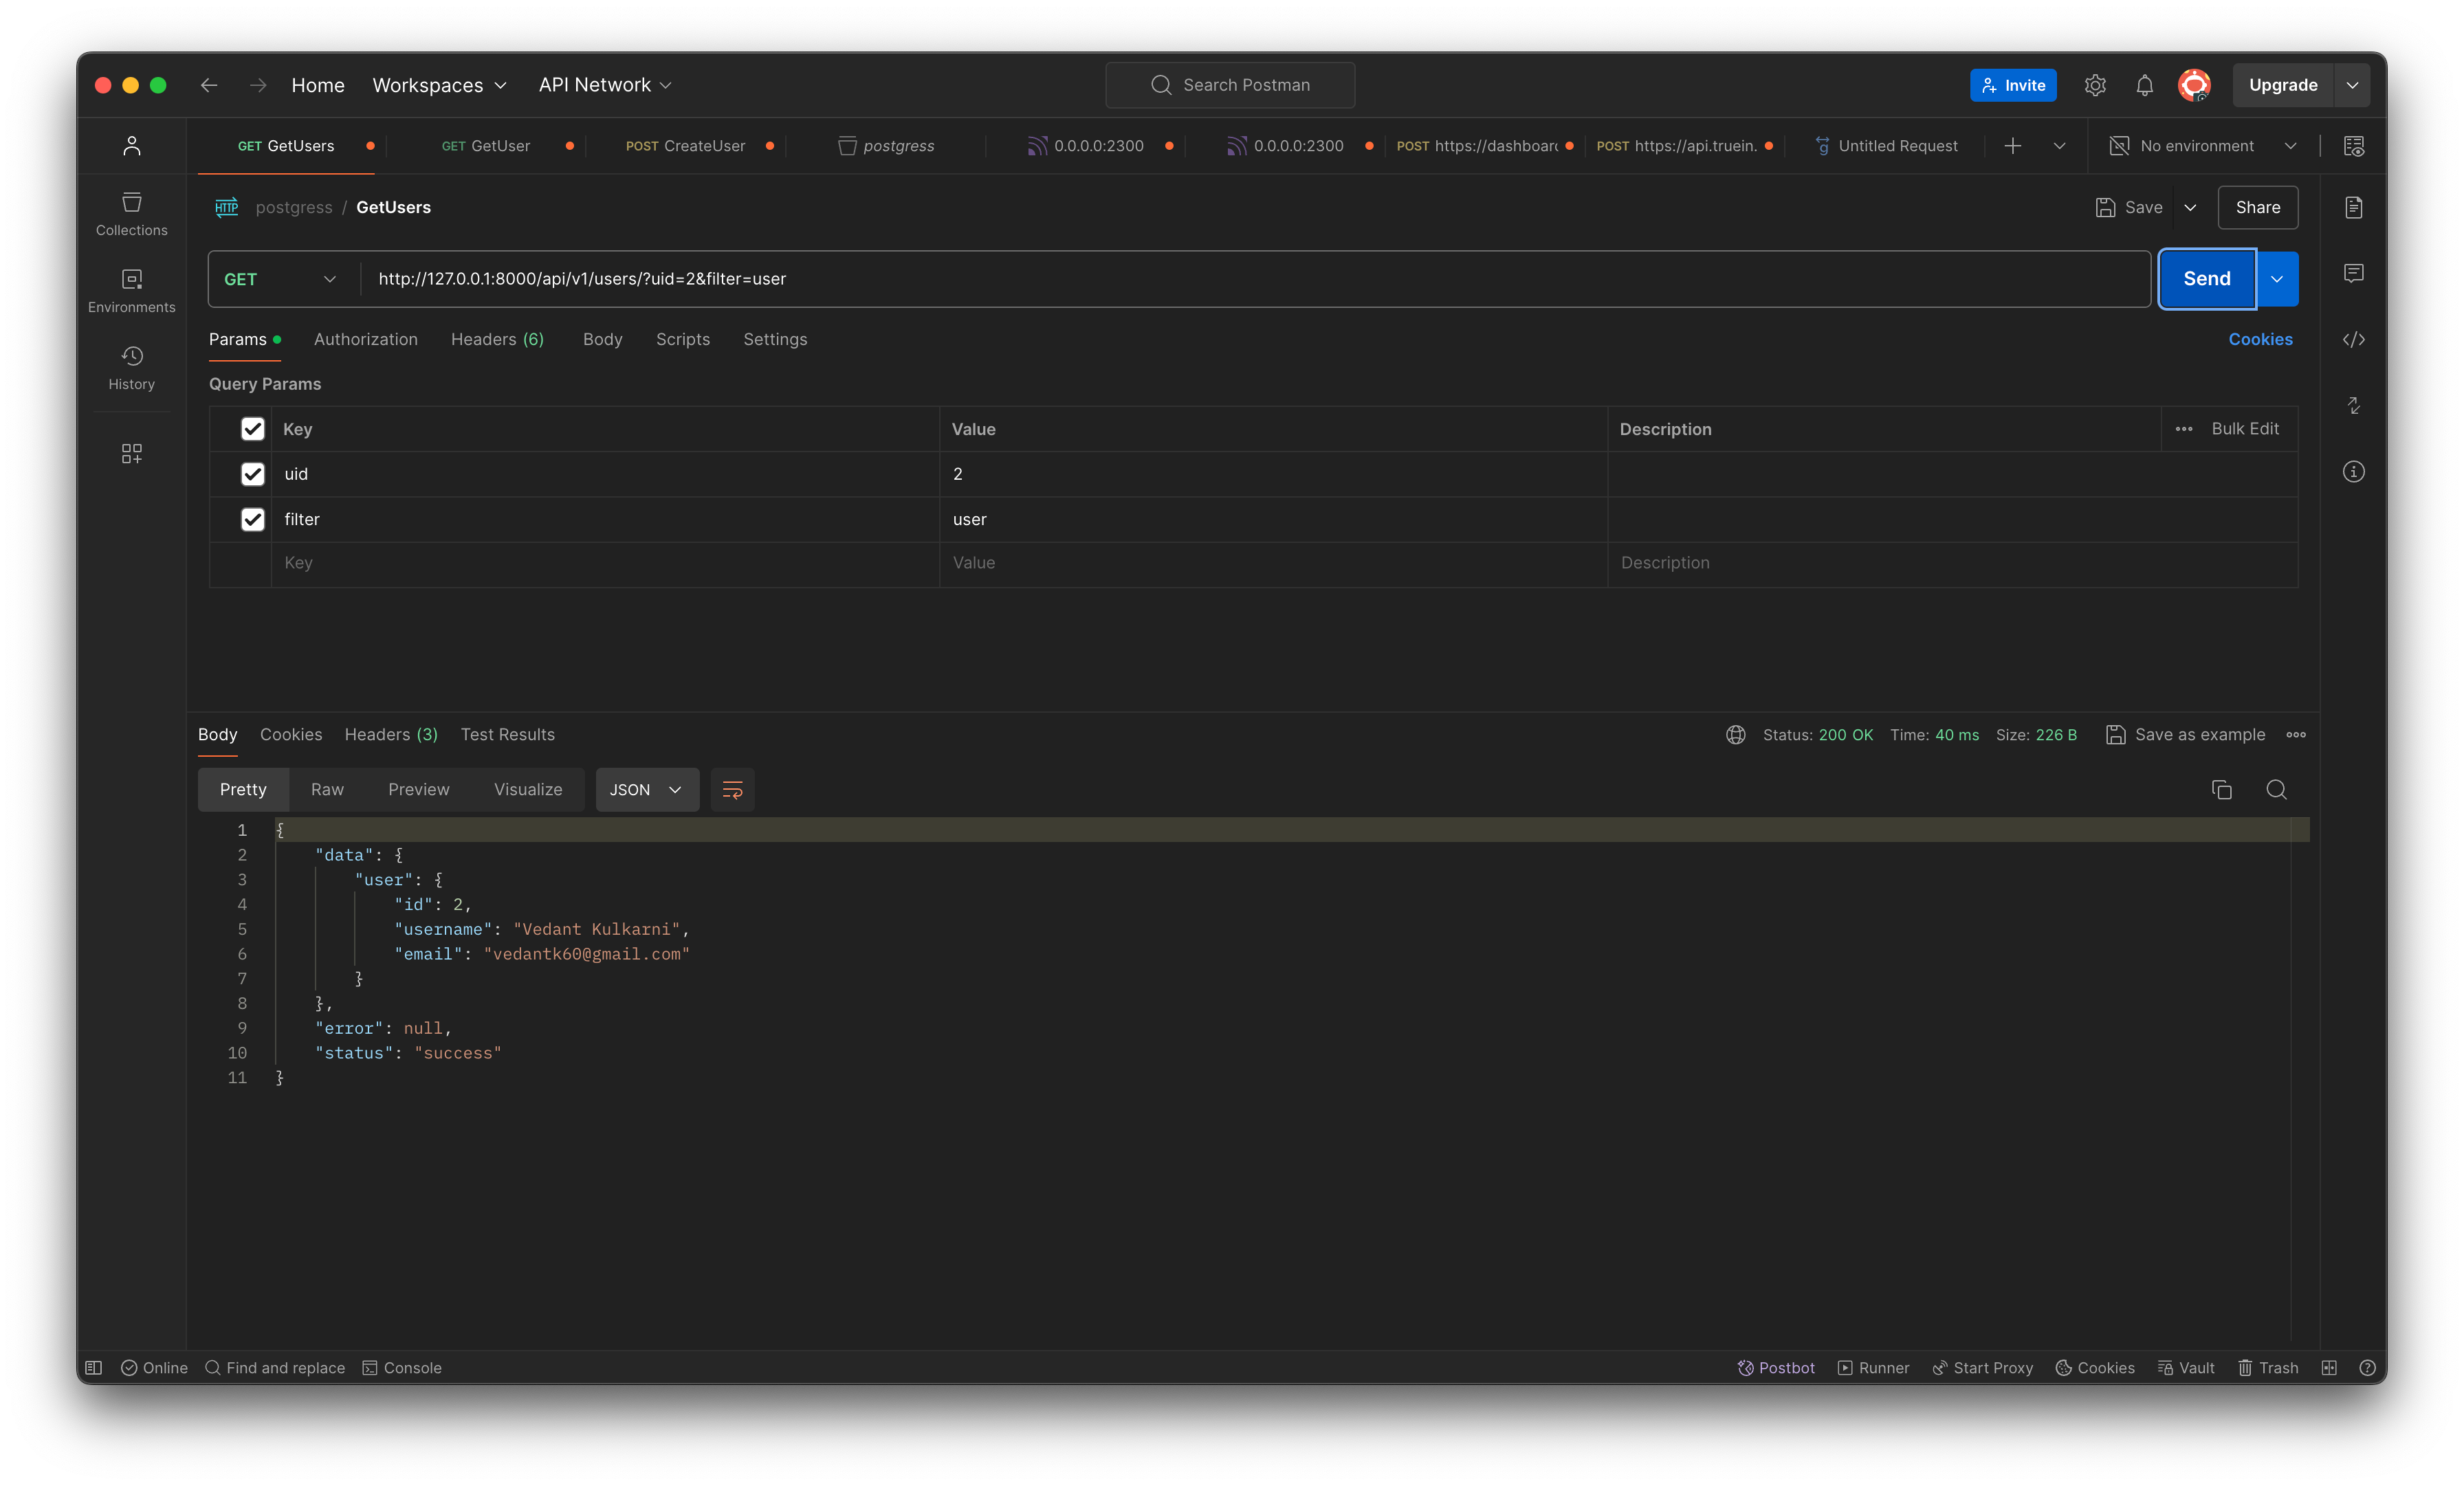 Home Workspaces API Network Search Postman Invite Upgrade
GET GetUsers GET GetUser POST CreateUser postgress 0.0.0.0:2300 0.0.0.0:2300 POST https://dashboar POST https://api.truein. Untitled Request No environment
Collections
Environments
History
HTTP postgress / GetUsers Save Share
GET http://127.0.0.1:8000/api/v1/users/?uid=2&filter=user Send
Params Authorization Headers (6) Body Scripts Settings Cookies
Query Params
Key Value Description Bulk Edit
uid 2
filter user
Key Value Description
Body Cookies Headers (3) Test Results Status: 200 OK Time: 40 ms Size: 226 B Save as example
Pretty Raw Preview Visualize JSON
1 {
2 "data": {
3 "user": {
4 "id": 2,
5 "username": "Vedant Kulkarni",
6 "email": "vedantk60@gmail.com"
7 }
8 },
9 "error": null,
10 "status": "success"
11 }
Online Find and replace Console Postbot Runner Start Proxy Cookies Vault Trash